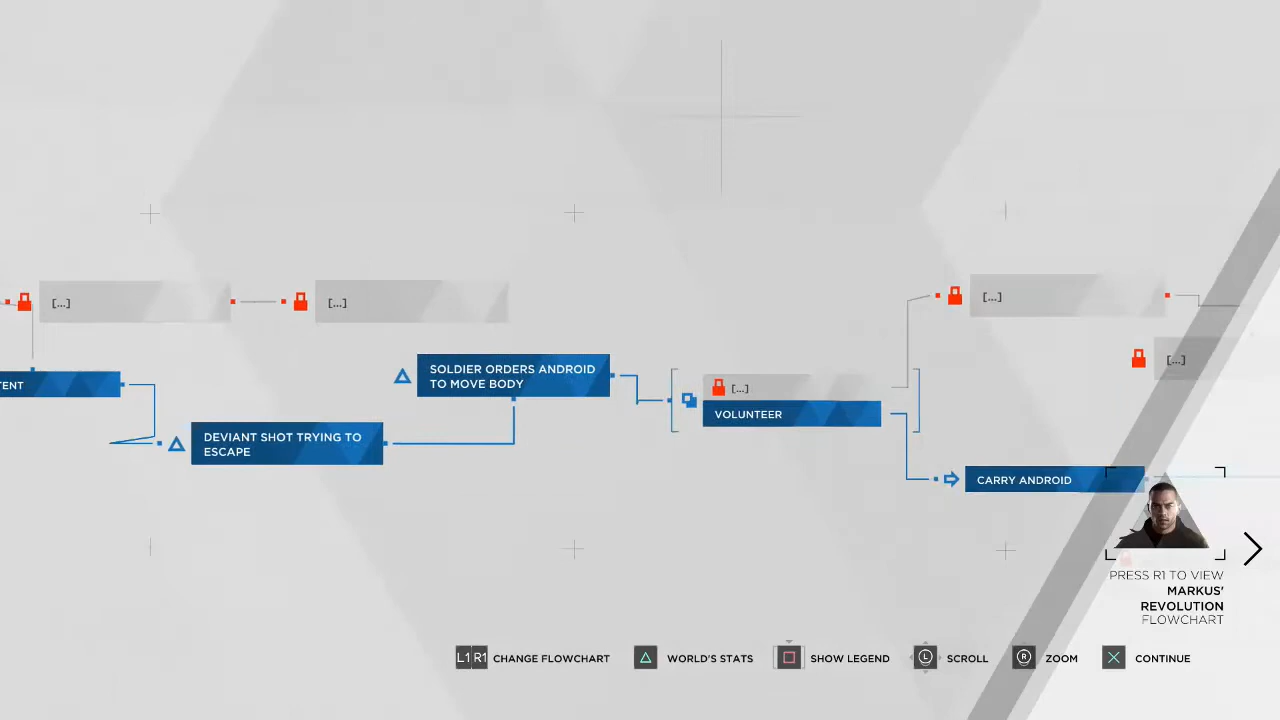 [...]
[...]
[...]
[...]
SOLDIER ORDERS ANDROID
TO MOVE BODY
TENT
[...]
VOLUNTEER
DEVIANT SHOT TRYING TO
ESCAPE
CARRY ANDROID
PRESS R1 TO VIEW
MARKUS'
REVOLUTION
FLOWCHART
L1 R1 CHANGE FLOWCHART
WORLD'S STATS
SHOW LEGEND
L SCROLL
R ZOOM
CONTINUE